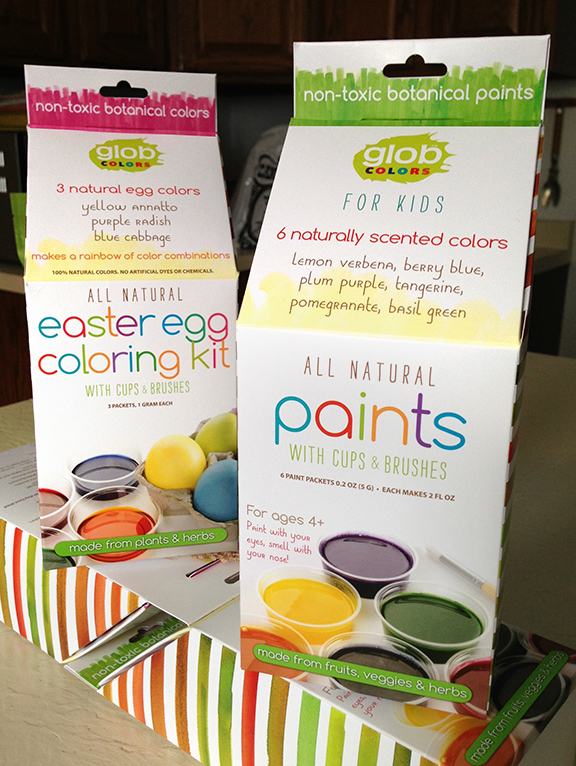 non-toxic botanical colors
glob
COLORS
3 natural egg colors
yellow annatto
purple radish
blue cabbage
makes a rainbow of color combinations
100% NATURAL COLORS. NO ARTIFICIAL DYES OR CHEMICALS.
ALL NATURAL
easter egg
coloring kit
WITH CUPS & BRUSHES
3 PACKETS, 1 GRAM EACH
made from plants & herbs
non-toxic botanical paints
glob
COLORS
FOR KIDS
6 naturally scented colors
lemon verbena, berry blue,
plum purple, tangerine,
pomegranate, basil green
ALL NATURAL
paints
WITH CUPS & BRUSHES
6 PAINT PACKETS 0.2 OZ (5 G) • EACH MAKES 2 FL OZ
For ages 4+
Paint with your
eyes, smell with
your nose!
made from fruits, veggies & herbs
non-toxic botanical
made from fruits, veggies & herbs